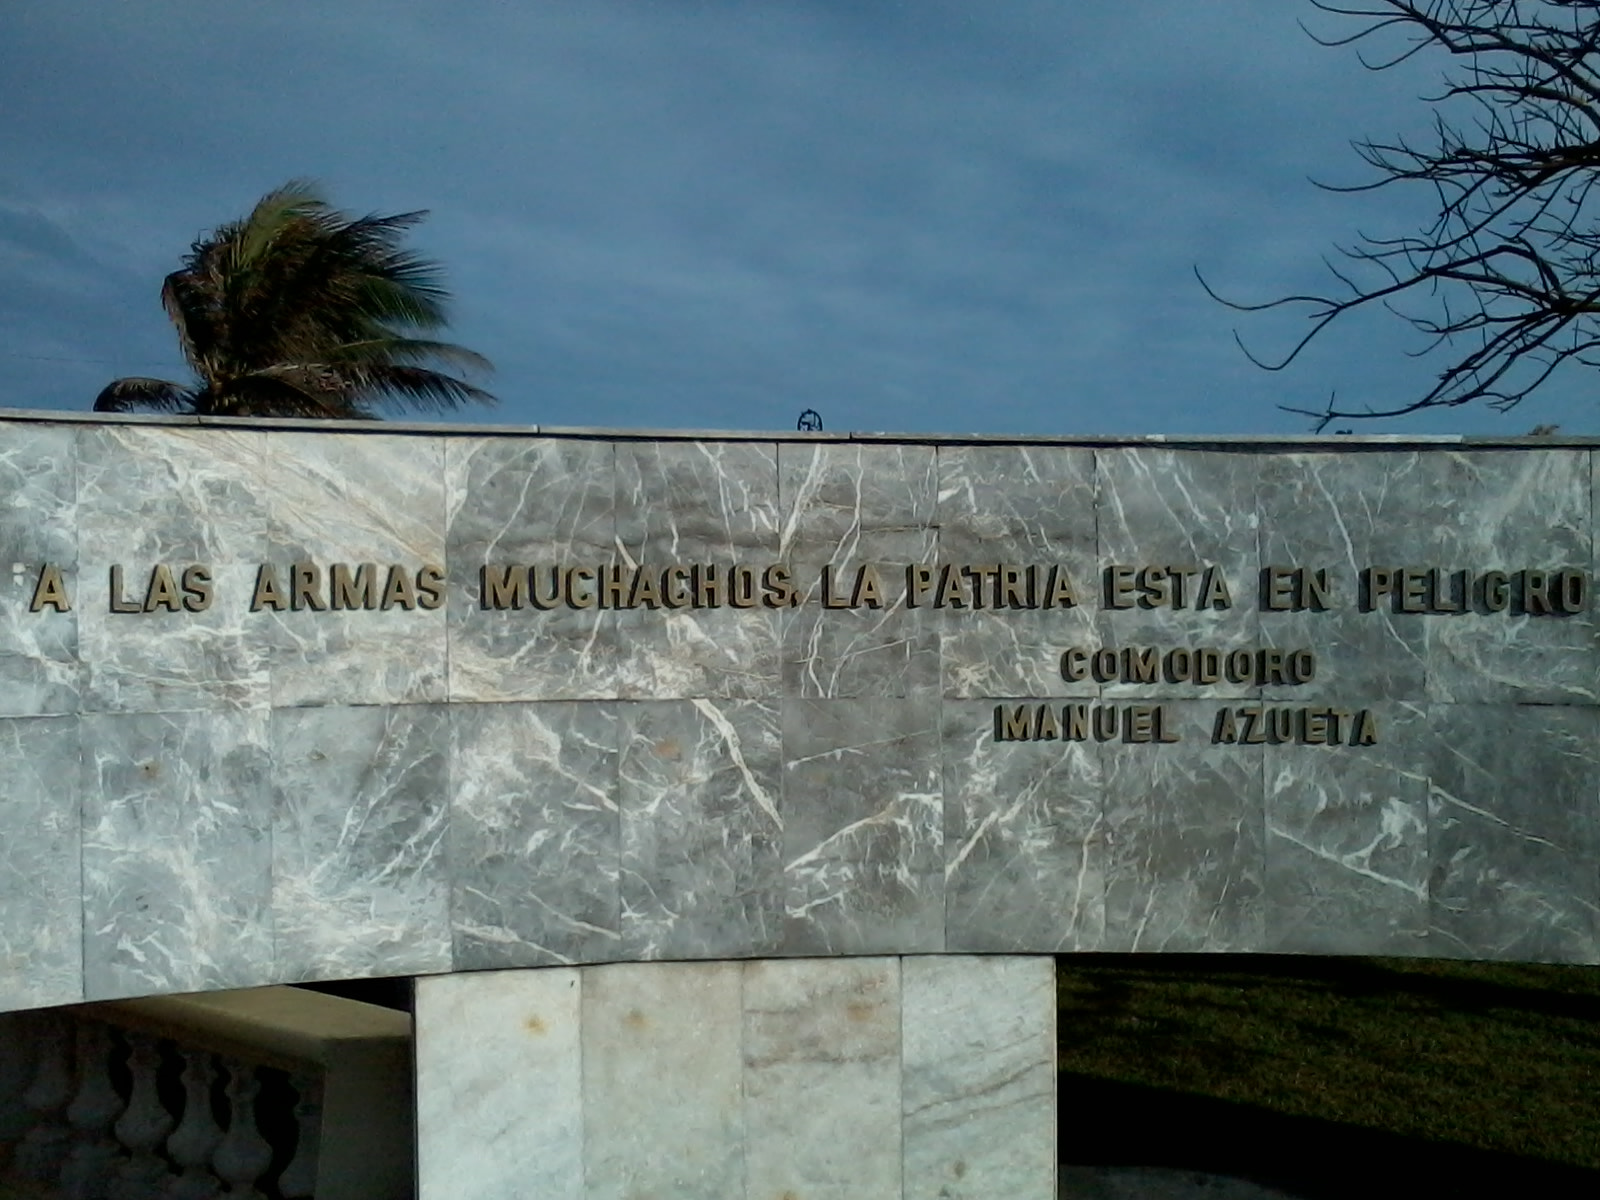 A LAS ARMAS MUCHACHOS, LA PATRIA ESTA EN PELIGRO
COMODORO
MANUEL AZUETA